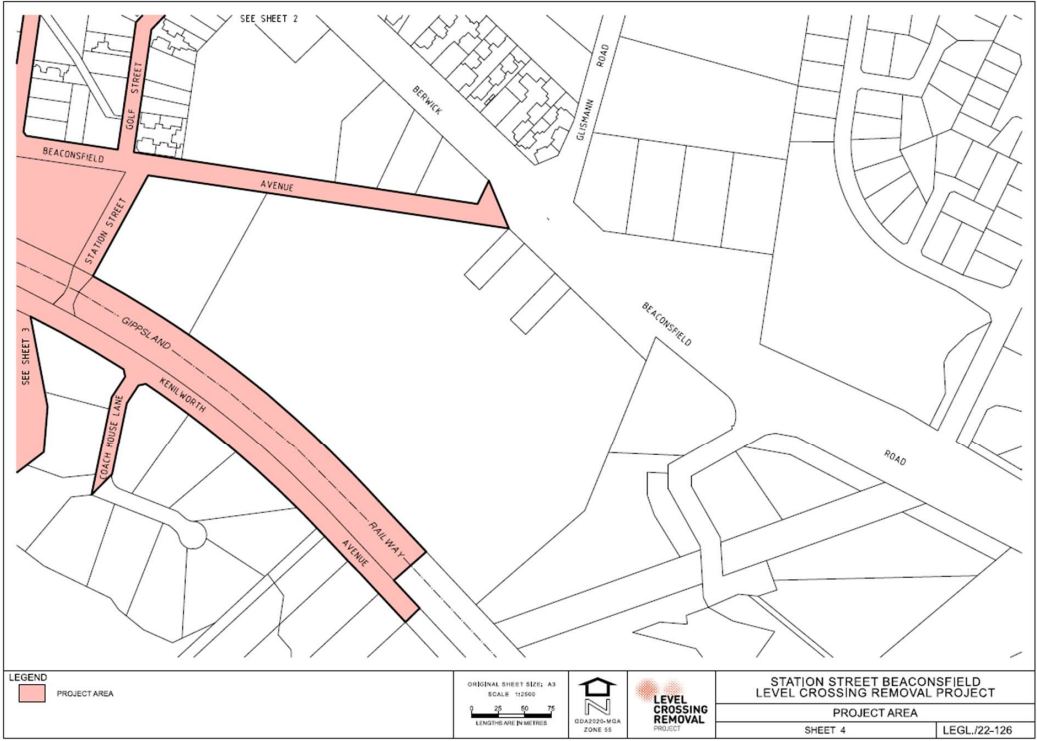 SEE SHEET 2
BERWICK
GLISMANN ROAD
GOLF STREET
BEACONSFIELD
AVENUE
STATION STREET
GIPPSLAND
BEACONSFIELD
SEE SHEET 3
KENILWORTH
COACH HOUSE LANE
ROAD
RAILWAY
AVENUE
LEGEND
PROJECT AREA
ORIGINAL SHEET SIZE: A3
SCALE 1:2500
0 25 50 75
LENGTHS ARE IN METRES
N
GDA2020-MGA
ZONE 55
LEVEL
CROSSING
REMOVAL
PROJECT
STATION STREET BEACONSFIELD
LEVEL CROSSING REMOVAL PROJECT
PROJECT AREA
SHEET 4
LEGL./22-126